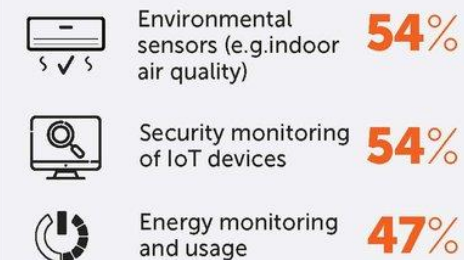 Environmental
sensors (e.g.indoor
air quality)
54%
Security monitoring
of IoT devices
54%
Energy monitoring
and usage
47%